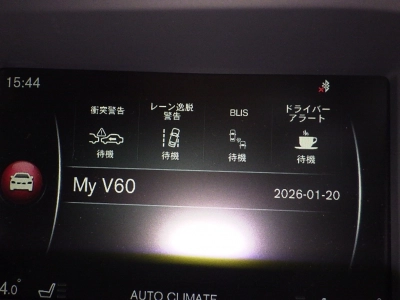 15:44
衝突警告
待機
レーン逸脱
警告
待機
BLIS
待機
ドライバー
アラート
待機
My V60
2026-01-20
4.0°
AUTO CLIMATE